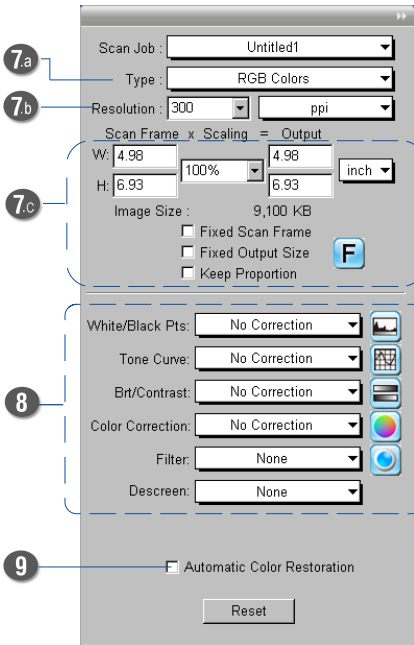 Scan Job : Untitled1
7.a Type : RGB Colors
7.b Resolution : 300 ppi
Scan Frame x Scaling = Output
7.c
W: 4.98 100% 4.98 inch
H: 6.93 6.93
Image Size : 9,100 KB
Fixed Scan Frame
Fixed Output Size F
Keep Proportion
White/Black Pts: No Correction
Tone Curve: No Correction
8 Brt/Contrast: No Correction
Color Correction: No Correction
Filter: None
Descreen: None
9 Automatic Color Restoration
Reset